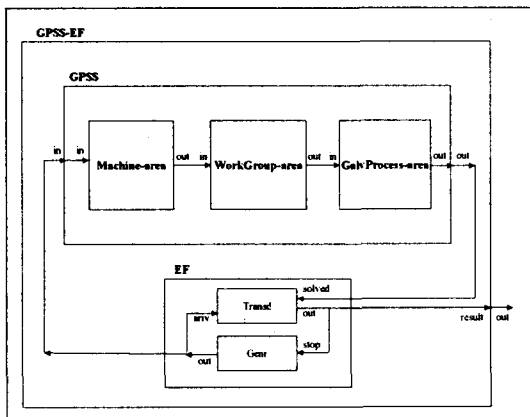 GPSS-EF
GPSS
in in out in out in out out
Machine-area WorkGroup-area GalvProcess-area
EF
solved
Transd
arriv out result out
stop
out Genr